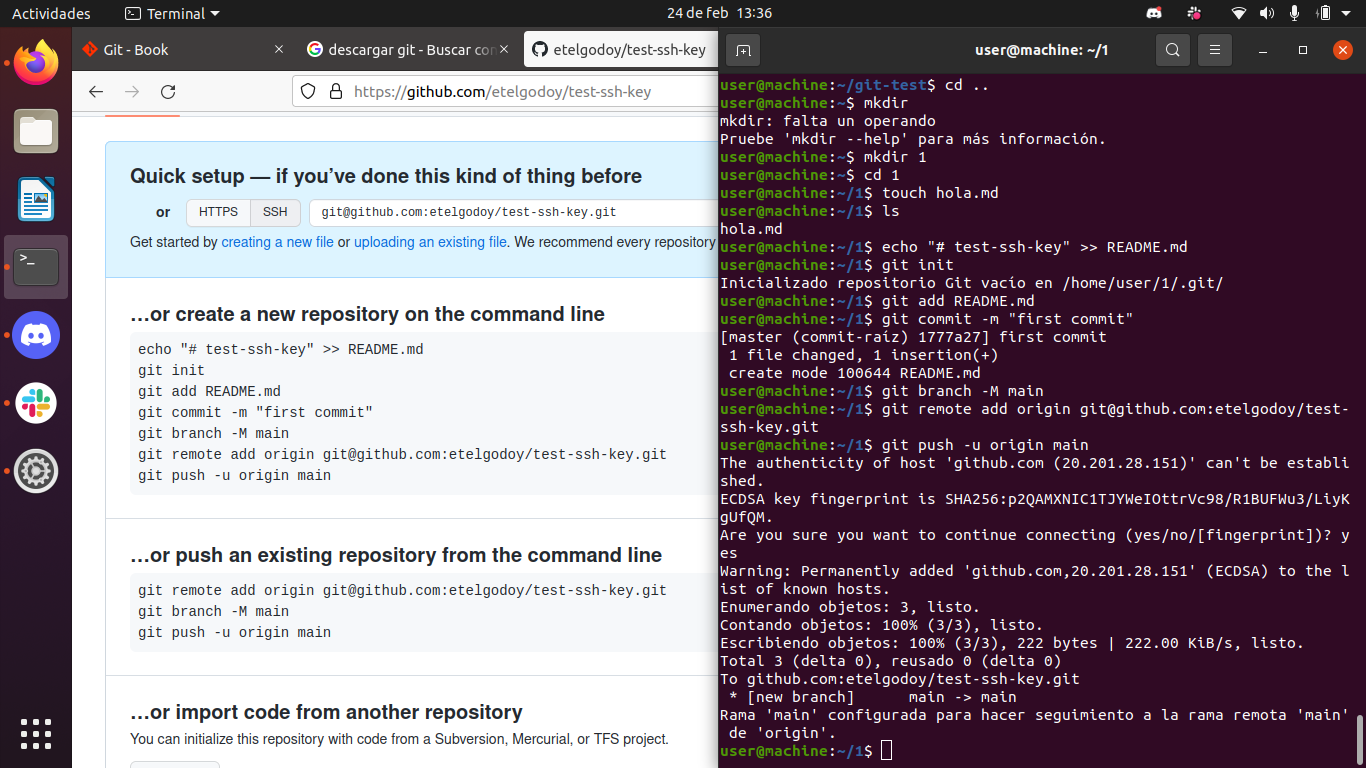 Actividades
Terminal
24 de feb 13:36
Git - Book
descargar git - Buscar con
etelgodoy/test-ssh-key
https://github.com/etelgodoy/test-ssh-key
Quick setup — if you've done this kind of thing before
or HTTPS SSH git@github.com:etelgodoy/test-ssh-key.git
Get started by creating a new file or uploading an existing file. We recommend every repository
…or create a new repository on the command line
echo "# test-ssh-key" >> README.md
git init
git add README.md
git commit -m "first commit"
git branch -M main
git remote add origin git@github.com:etelgodoy/test-ssh-key.git
git push -u origin main
…or push an existing repository from the command line
git remote add origin git@github.com:etelgodoy/test-ssh-key.git
git branch -M main
git push -u origin main
…or import code from another repository
You can initialize this repository with code from a Subversion, Mercurial, or TFS project.
user@machine: ~/1
user@machine:~/git-test$ cd ..
user@machine:~$ mkdir
mkdir: falta un operando
Pruebe 'mkdir --help' para más información.
user@machine:~$ mkdir 1
user@machine:~$ cd 1
user@machine:~/1$ touch hola.md
user@machine:~/1$ ls
hola.md
user@machine:~/1$ echo "# test-ssh-key" >> README.md
user@machine:~/1$ git init
Inicializado repositorio Git vacío en /home/user/1/.git/
user@machine:~/1$ git add README.md
user@machine:~/1$ git commit -m "first commit"
[master (commit-raíz) 1777a27] first commit
 1 file changed, 1 insertion(+)
 create mode 100644 README.md
user@machine:~/1$ git branch -M main
user@machine:~/1$ git remote add origin git@github.com:etelgodoy/test-
ssh-key.git
user@machine:~/1$ git push -u origin main
The authenticity of host 'github.com (20.201.28.151)' can't be establi
shed.
ECDSA key fingerprint is SHA256:p2QAMXNIC1TJYWeIOttrVc98/R1BUFWu3/LiyK
gUfQM.
Are you sure you want to continue connecting (yes/no/[fingerprint])? y
es
Warning: Permanently added 'github.com,20.201.28.151' (ECDSA) to the l
ist of known hosts.
Enumerando objetos: 3, listo.
Contando objetos: 100% (3/3), listo.
Escribiendo objetos: 100% (3/3), 222 bytes | 222.00 KiB/s, listo.
Total 3 (delta 0), reusado 0 (delta 0)
To github.com:etelgodoy/test-ssh-key.git
 * [new branch]      main -> main
Rama 'main' configurada para hacer seguimiento a la rama remota 'main'
 de 'origin'.
user@machine:~/1$